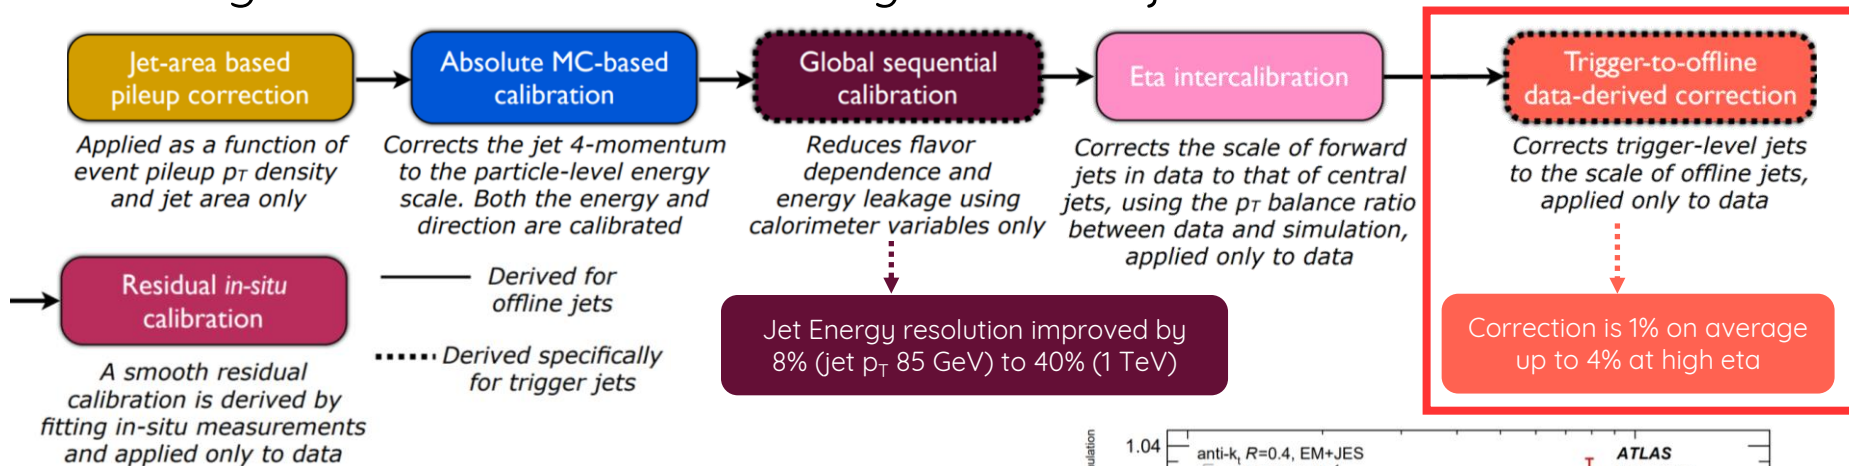 Jet-area based
pileup correction
Applied as a function of
event pileup pT density
and jet area only
Absolute MC-based
calibration
Corrects the jet 4-momentum
to the particle-level energy
scale. Both the energy and
direction are calibrated
Global sequential
calibration
Reduces flavor
dependence and
energy leakage using
calorimeter variables only
Eta intercalibration
Corrects the scale of forward
jets in data to that of central
jets, using the pT balance ratio
between data and simulation,
applied only to data
Trigger-to-offline
data-derived correction
Corrects trigger-level jets
to the scale of offline jets,
applied only to data
Residual in-situ
calibration
A smooth residual
calibration is derived by
fitting in-situ measurements
and applied only to data
Derived for
offline jets
Derived specifically
for trigger jets
Jet Energy resolution improved by
8% (jet pT 85 GeV) to 40% (1 TeV)
Correction is 1% on average
up to 4% at high eta
1.04
anti-kt R=0.4, EM+JES
ATLAS